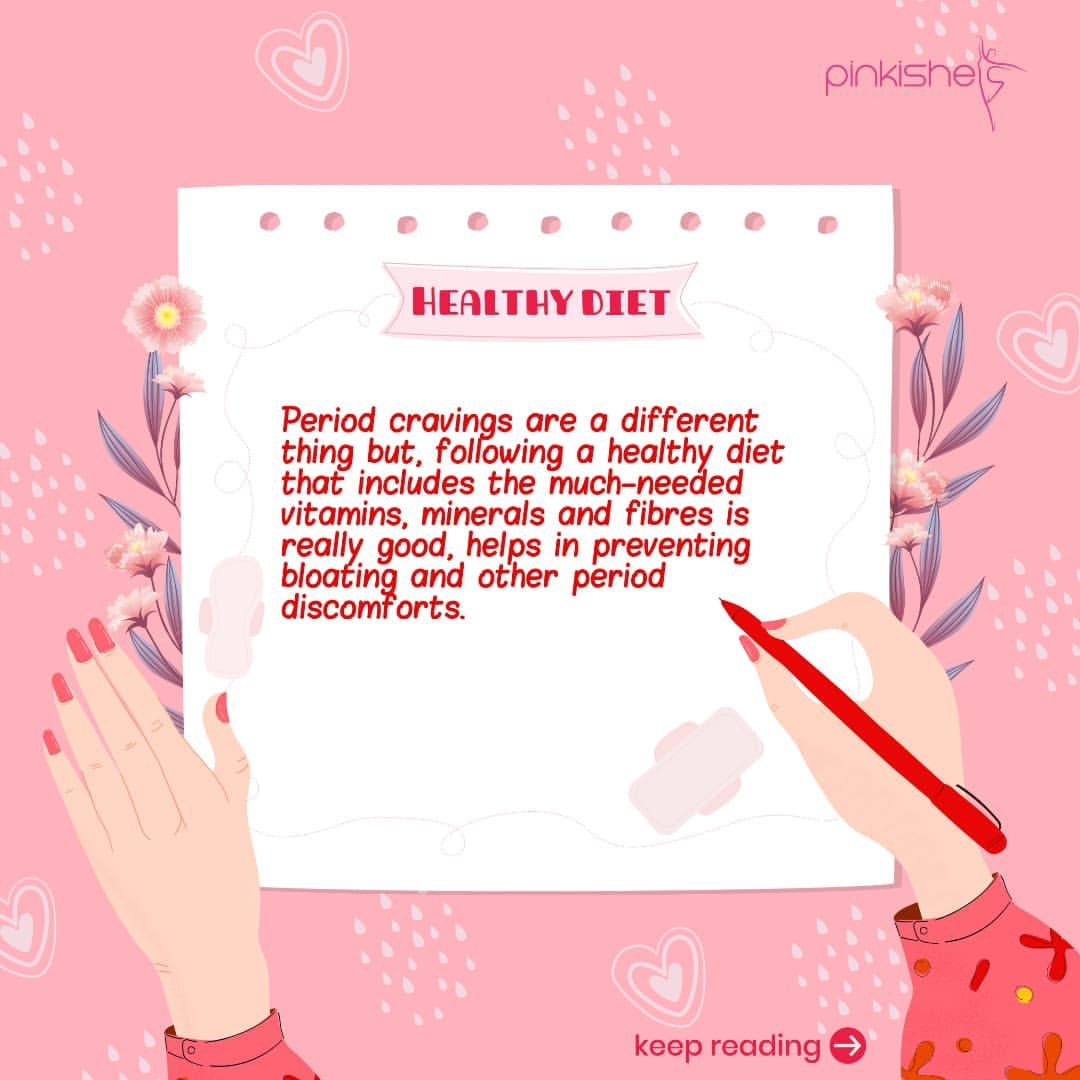 pinkishe
HEALTHY DIET
Period cravings are a different
thing but, following a healthy diet
that includes the much-needed
vitamins, minerals and fibres is
really good, helps in preventing
bloating and other period
discomforts.
keep reading